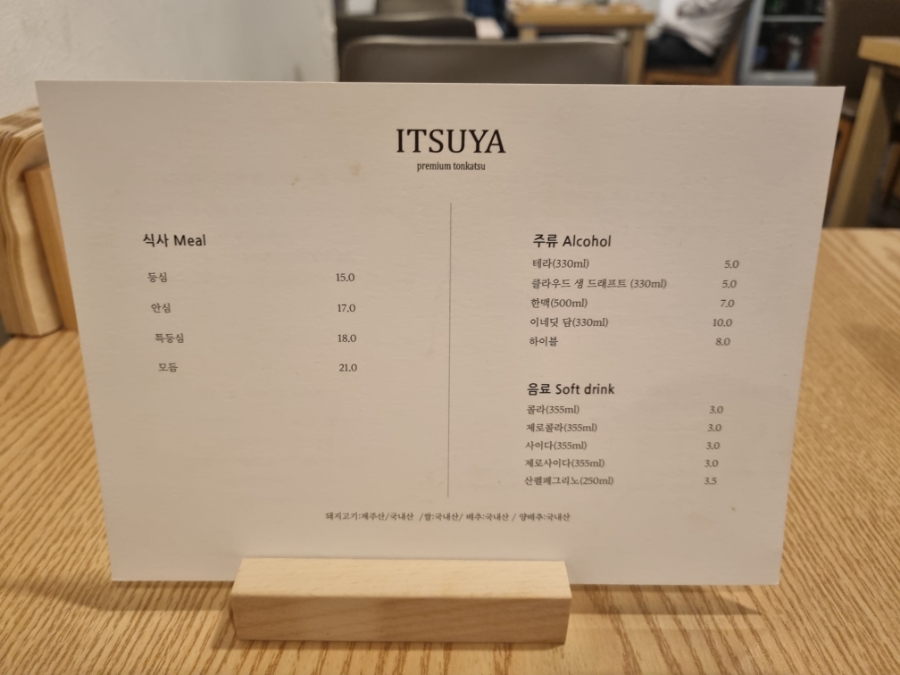 ITSUYA
premium tonkatsu
식사 Meal
등심 15.0
안심 17.0
특등심 18.0
모둠 21.0
주류 Alcohol
테라(330ml) 5.0
클라우드 생 드래프트 (330ml) 5.0
한맥(500ml) 7.0
이네딧 담(330ml) 10.0
하이볼 8.0
음료 Soft drink
콜라(355ml) 3.0
제로콜라(355ml) 3.0
사이다(355ml) 3.0
제로사이다(355ml) 3.0
산펠페그리노(250ml) 3.5
돼지고기:제주산/국내산 /쌀:국내산/ 배추:국내산 / 양배추:국내산